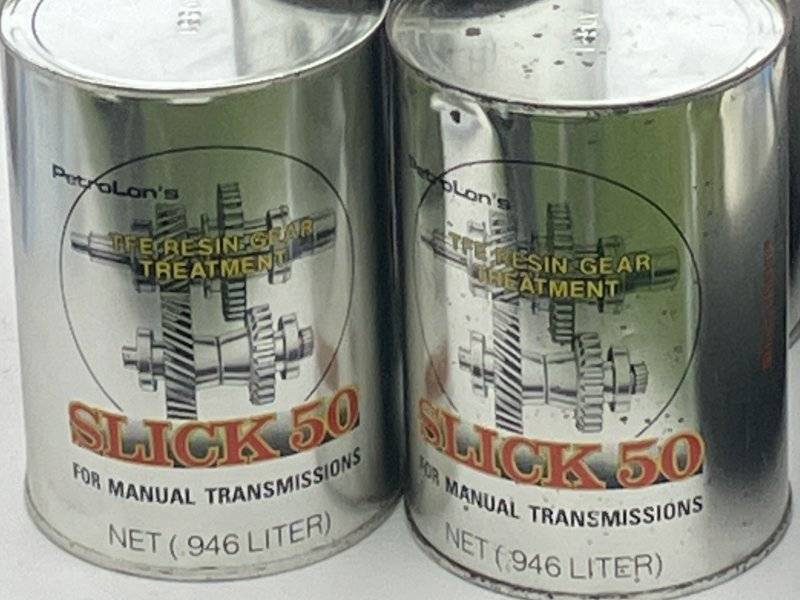 PetroLon's
TFE RESIN GEAR
TREATMENT
SLICK 50
FOR MANUAL TRANSMISSIONS
NET (.946 LITER)
PetroLon's
TFE RESIN GEAR
TREATMENT
SLICK 50
FOR MANUAL TRANSMISSIONS
NET (.946 LITER)